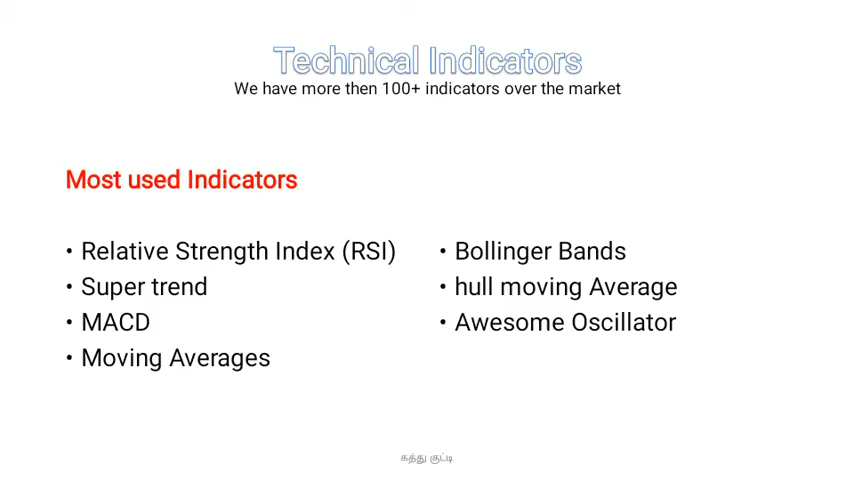 Technical Indicators
We have more then 100+ indicators over the market
Most used Indicators
• Relative Strength Index (RSI)
• Super trend
• MACD
• Moving Averages
• Bollinger Bands
• hull moving Average
• Awesome Oscillator
கத்து குட்டி